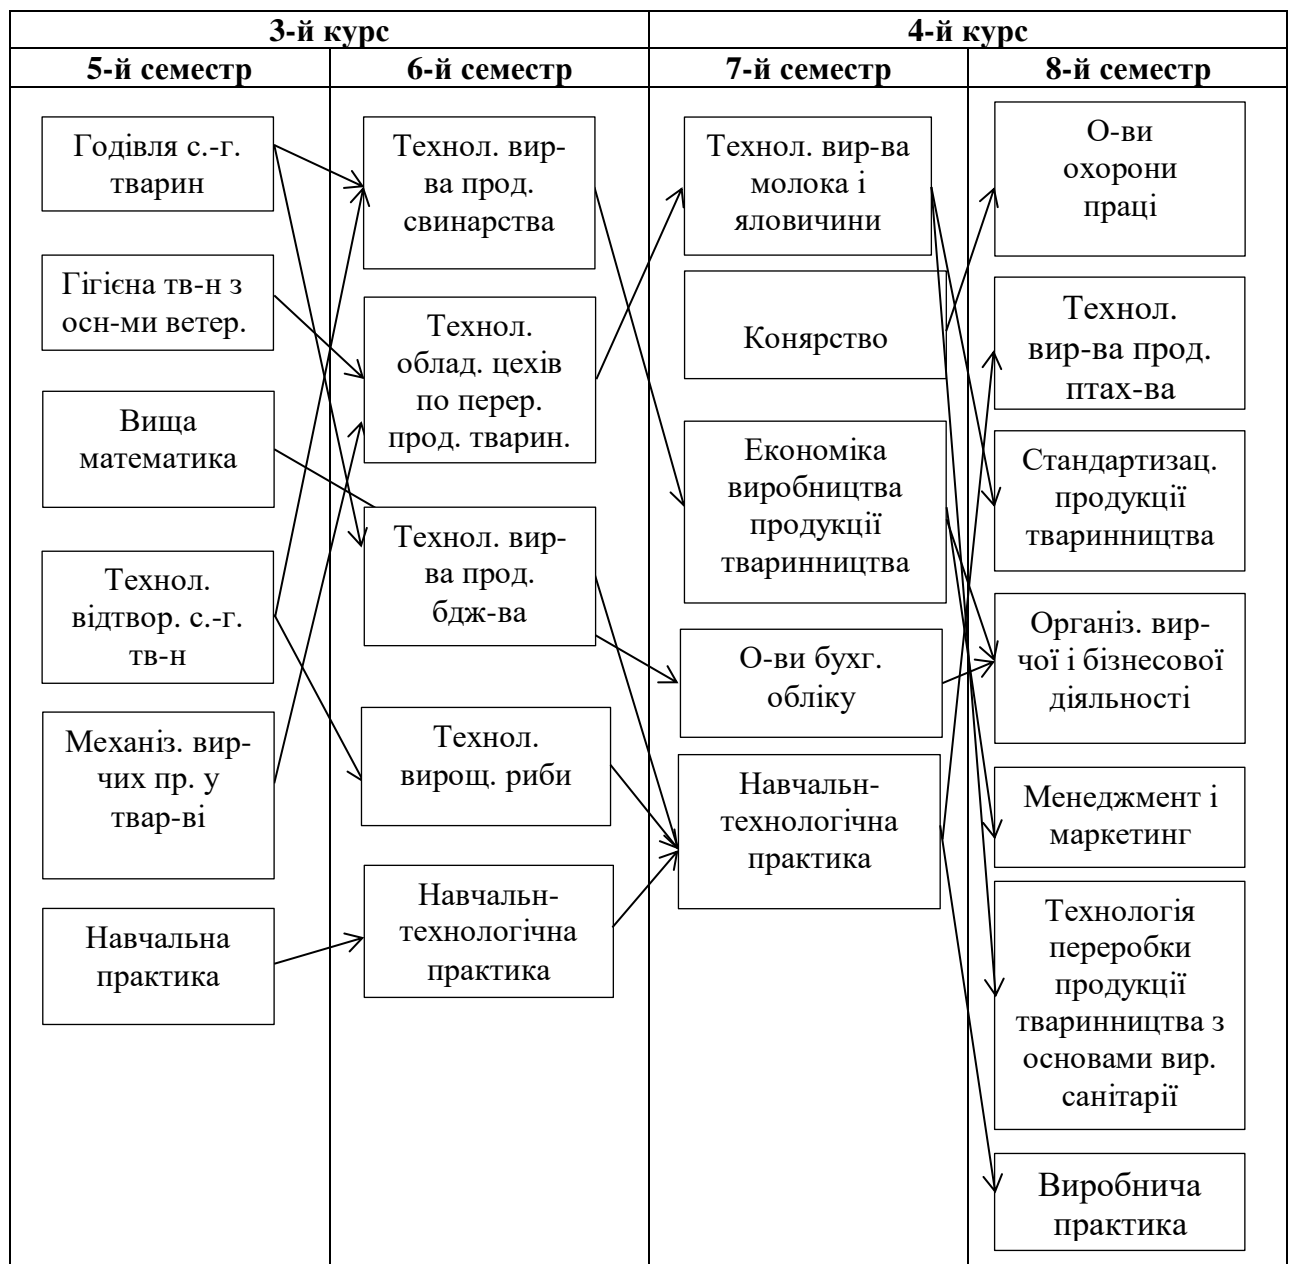 3-й курс
4-й курс
5-й семестр
6-й семестр
7-й семестр
8-й семестр
Годівля с.-г.
тварин
Гігієна тв-н з
осн-ми ветер.
Вища
математика
Технол.
відтвор. с.-г.
тв-н
Механіз. вир-
чих пр. у
твар-ві
Навчальна
практика
Технол. вир-
ва прод.
свинарства
Технол.
облад. цехів
по перер.
прод. тварин.
Технол. вир-
ва прод.
бдж-ва
Технол.
вирощ. риби
Навчальн-
технологічна
практика
Технол. вир-ва
молока і
яловичини
Конярство
Економіка
виробництва
продукції
тваринництва
О-ви бухг.
обліку
Навчальн-
технологічна
практика
О-ви
охорони
праці
Технол.
вир-ва прод.
птах-ва
Стандартизац.
продукції
тваринництва
Організ. вир-
чої і бізнесової
діяльності
Менеджмент і
маркетинг
Технологія
переробки
продукції
тваринництва з
основами вир.
санітарії
Виробнича
практика